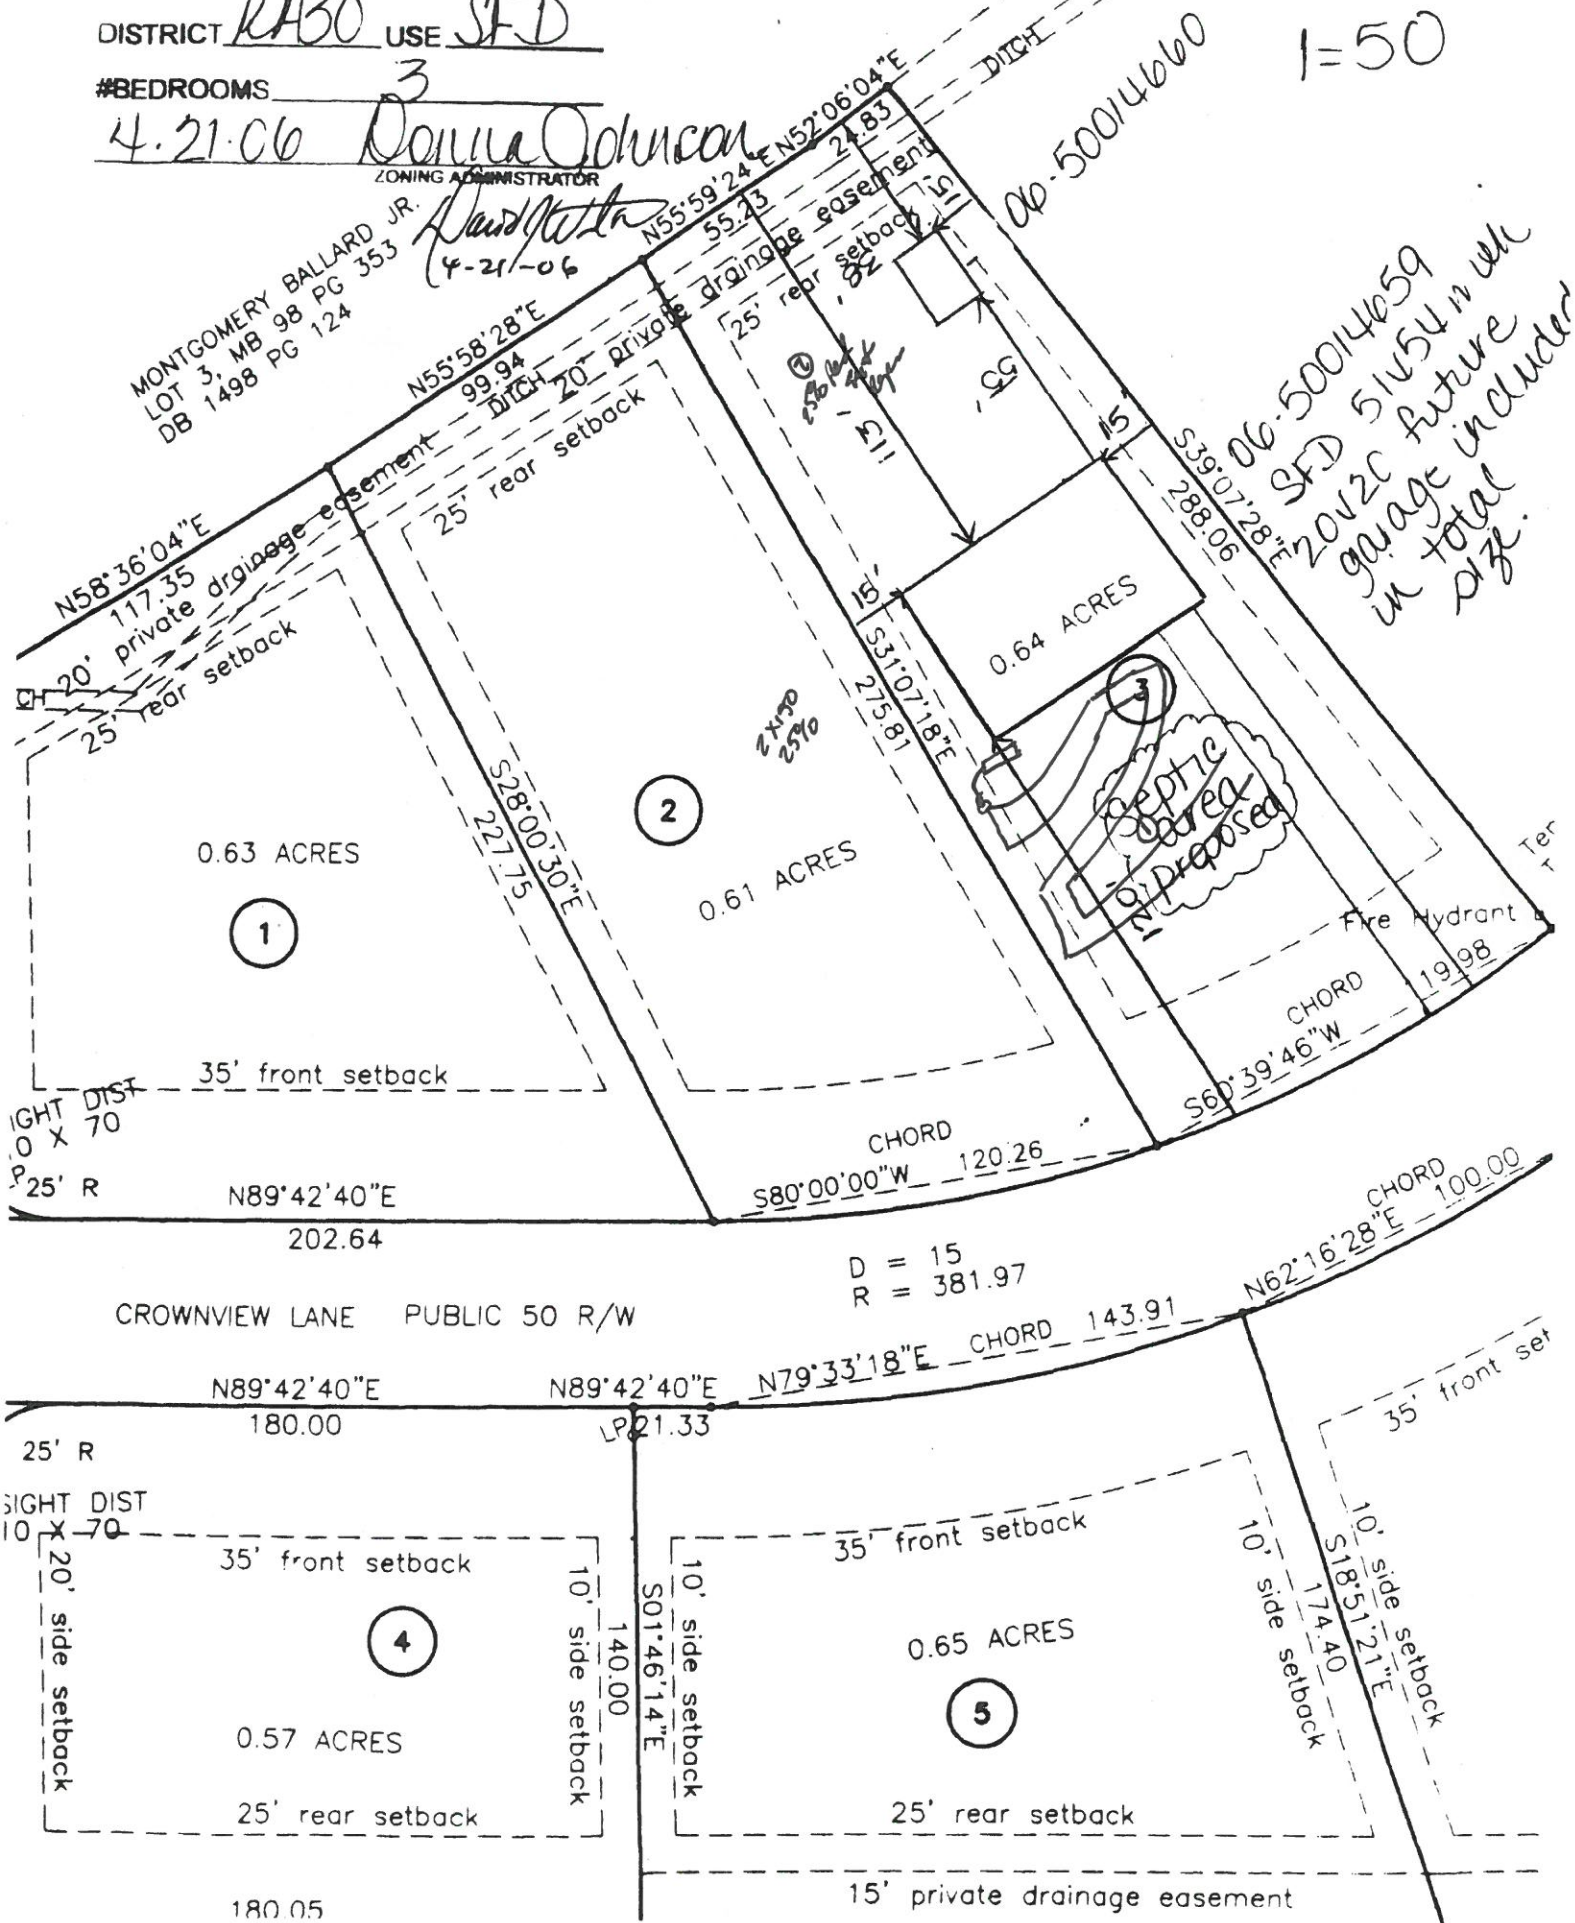 DISTRICT RA30 USE SFD
#BEDROOMS 3
4.21.06 Donna Johnson
ZONING ADMINISTRATOR
4-21-06
1=50
06-50014660
06-50014659
SFD 51x54 n
20x20 future
garage included
in total
size.
MONTGOMERY BALLARD JR.
LOT 3, MB 98 PG 353
DB 1498 PG 124
N58°36'04"E
117.35
N55°58'28"E
99.94
N55°59'24"E
55.23
N52°06'04"E
24.83
DITCH
DITCH
20' private drainage easement
20' private drainage easement
25' rear setback
25' rear setback
25' rear setback
15'
38'
55'
113'
2
25%
15'
15'
S39°07'28"E
288.06
0.64 ACRES
3
Septic
area
proposed
120'
S31°07'18"E
275.81
2 X 150
25%
S28°00'30"E
227.75
2
0.61 ACRES
0.63 ACRES
1
35' front setback
Fire Hydrant
CHORD
119.98
S60°39'46"W
CHORD
S80°00'00"W 120.26
IGHT DIST
0 X 70
25' R
N89°42'40"E
202.64
D = 15
R = 381.97
CROWNVIEW LANE PUBLIC 50 R/W
N62°16'28"E CHORD 100.00
N79°33'18"E CHORD 143.91
N89°42'40"E
180.00
N89°42'40"E
LP 21.33
25' R
SIGHT DIST
10 X 70
35' front setback
20' side setback
10' side setback
4
0.57 ACRES
25' rear setback
140.00
S01°46'14"E
10' side setback
35' front setback
0.65 ACRES
5
10' side setback
25' rear setback
174.40
S18°51'21"E
10' side setback
35' front set
180.05
15' private drainage easement